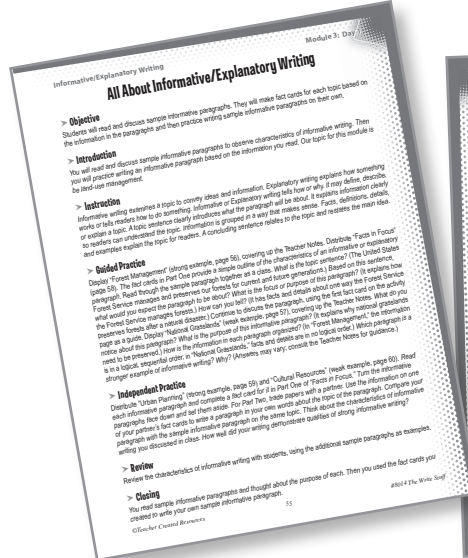 Informative/Explanatory Writing
Module 3: Day
All About Informative/Explanatory Writing
➤ Objective
Students will read and discuss sample informative paragraphs. They will make fact cards for each topic based on
the information in the paragraphs and then practice writing sample informative paragraphs on their own.
➤ Introduction
You will read and discuss sample informative paragraphs to observe characteristics of informative writing. Then
you will practice writing an informative paragraph based on the information you read. Our topic for this module is
be land-use management.
➤ Instruction
Informative writing examines a topic to convey ideas and information. Explanatory writing explains how something
works or tells readers how to do something. Informative or Explanatory writing tells how or why. It may define, describe,
or explain a topic. A topic sentence clearly introduces what the paragraph will be about. It explains information clearly
so readers can understand the topic. Information is grouped in a way that makes sense. Facts, definitions, details,
and examples explain the topic for readers. A concluding sentence relates to the topic and restates the main idea.
➤ Guided Practice
Display "Forest Management" (strong example, page 56), covering up the Teacher Notes. Distribute "Facts in Focus"
(page 58). The fact cards in Part One provide a simple outline of the characteristics of an informative or explanatory
paragraph. Read through the sample paragraph together as a class. What is the topic sentence? (The United States
Forest Service manages and preserves our forests for current and future generations.) Based on this sentence,
what would you expect the paragraph to be about? What is the focus or purpose of this paragraph? (It explains how
the Forest Service manages forests.) How can you tell? (It has facts and details about one way the Forest Service
preserves forests after a natural disaster.) Continue to discuss the paragraph, using the first fact card on the activity
page as a guide. Display "National Grasslands" (weak example, page 57), covering up the Teacher Notes. What do you
notice about this paragraph? What is the purpose of this informative paragraph? (It explains why national grasslands
need to be preserved.) How is the information in each paragraph organized? (In "Forest Management," the information
is in a logical, sequential order; in "National Grasslands," facts and details are in no logical order.) Which paragraph is a
stronger example of informative writing? Why? (Answers may vary; consult the Teacher Notes for guidance.)
➤ Independent Practice
Distribute "Urban Planning" (strong example, page 59) and "Cultural Resources" (weak example, page 60). Read
each informative paragraph and complete a fact card for it in Part One of "Facts in Focus." Turn the informative
paragraphs face down and set them aside. For Part Two, trade papers with a partner. Use the information on one
of your partner's fact cards to write a paragraph in your own words about the topic of the paragraph. Compare your
paragraph with the sample informative paragraph on the same topic. Think about the characteristics of informative
writing you discussed in class. How well did your writing demonstrate qualities of strong informative writing?
➤ Review
Review the characteristics of informative writing with students, using the additional sample paragraphs as examples.
➤ Closing
You read sample informative paragraphs and thought about the purpose of each. Then you used the fact cards you
created to write your own sample informative paragraph.
©Teacher Created Resources
55
#8014 The Write Stuff